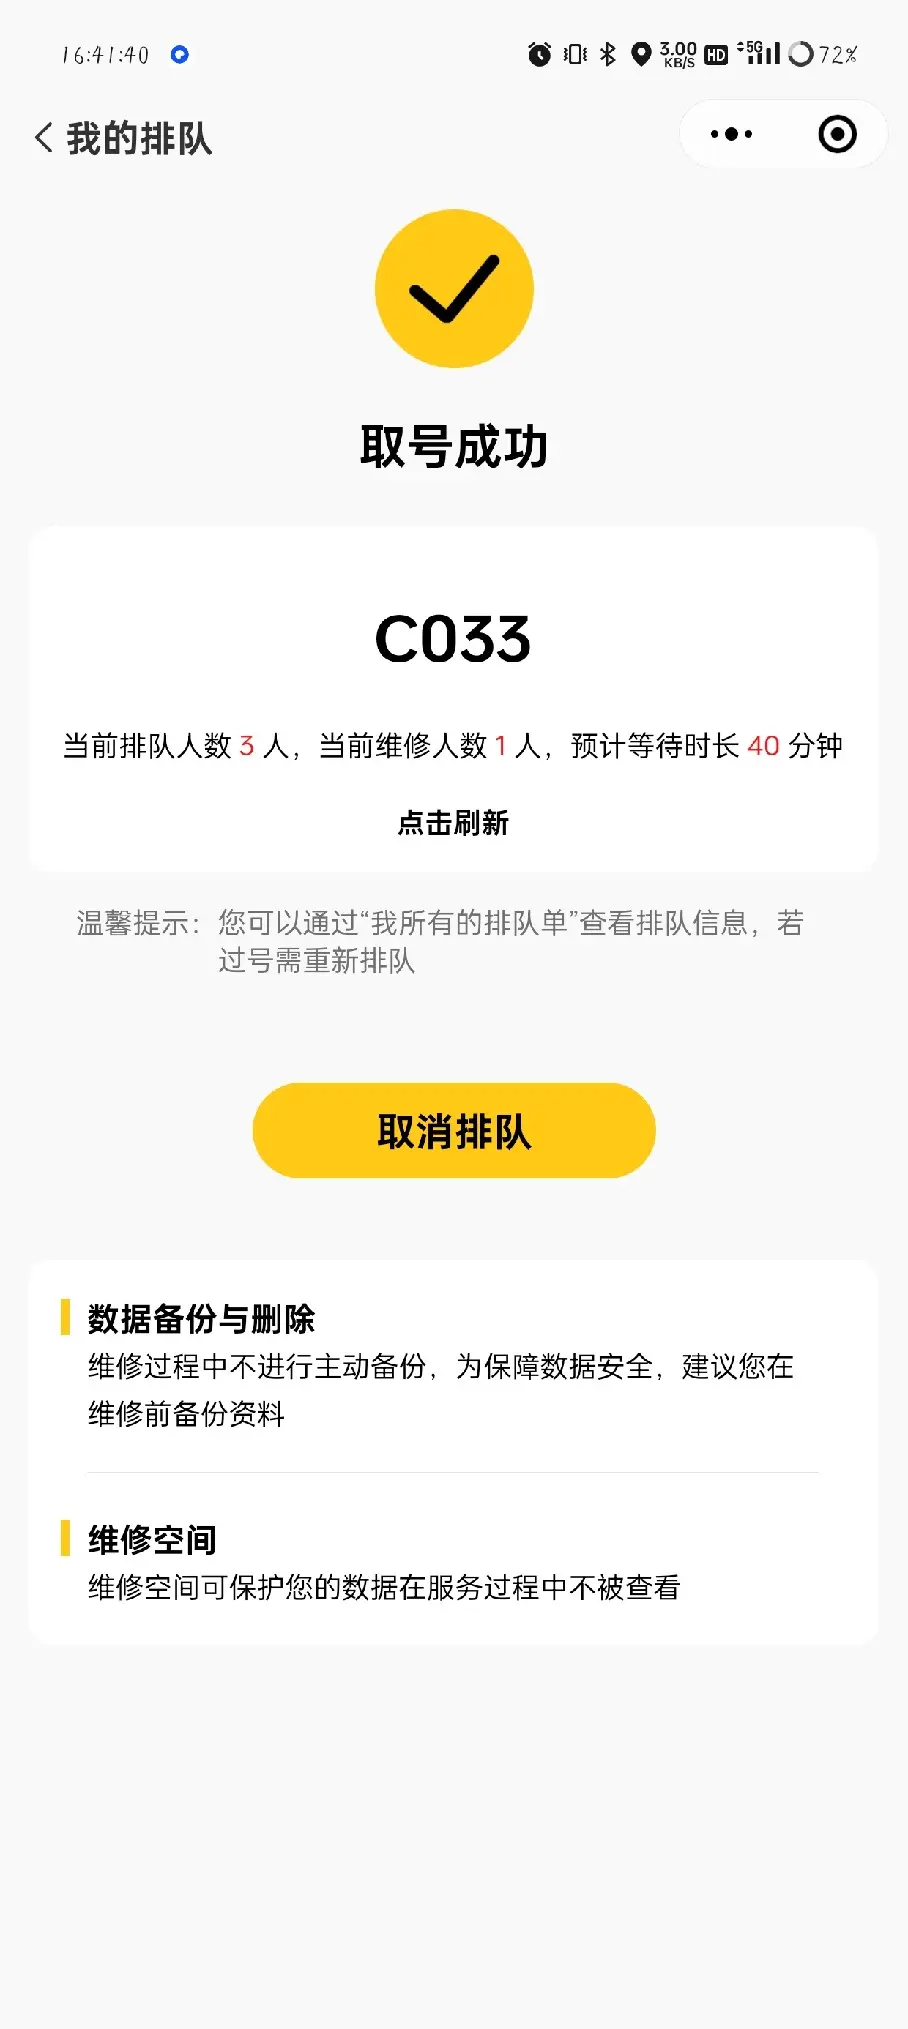 16:41:40 3.00 KB/S HD 5G 72%
我的排队
取号成功
C033
当前排队人数 3 人，当前维修人数 1 人，预计等待时长 40 分钟
点击刷新
温馨提示：您可以通过“我所有的排队单”查看排队信息，若
过号需重新排队
取消排队
数据备份与删除
维修过程中不进行主动备份，为保障数据安全，建议您在
维修前备份资料
维修空间
维修空间可保护您的数据在服务过程中不被查看